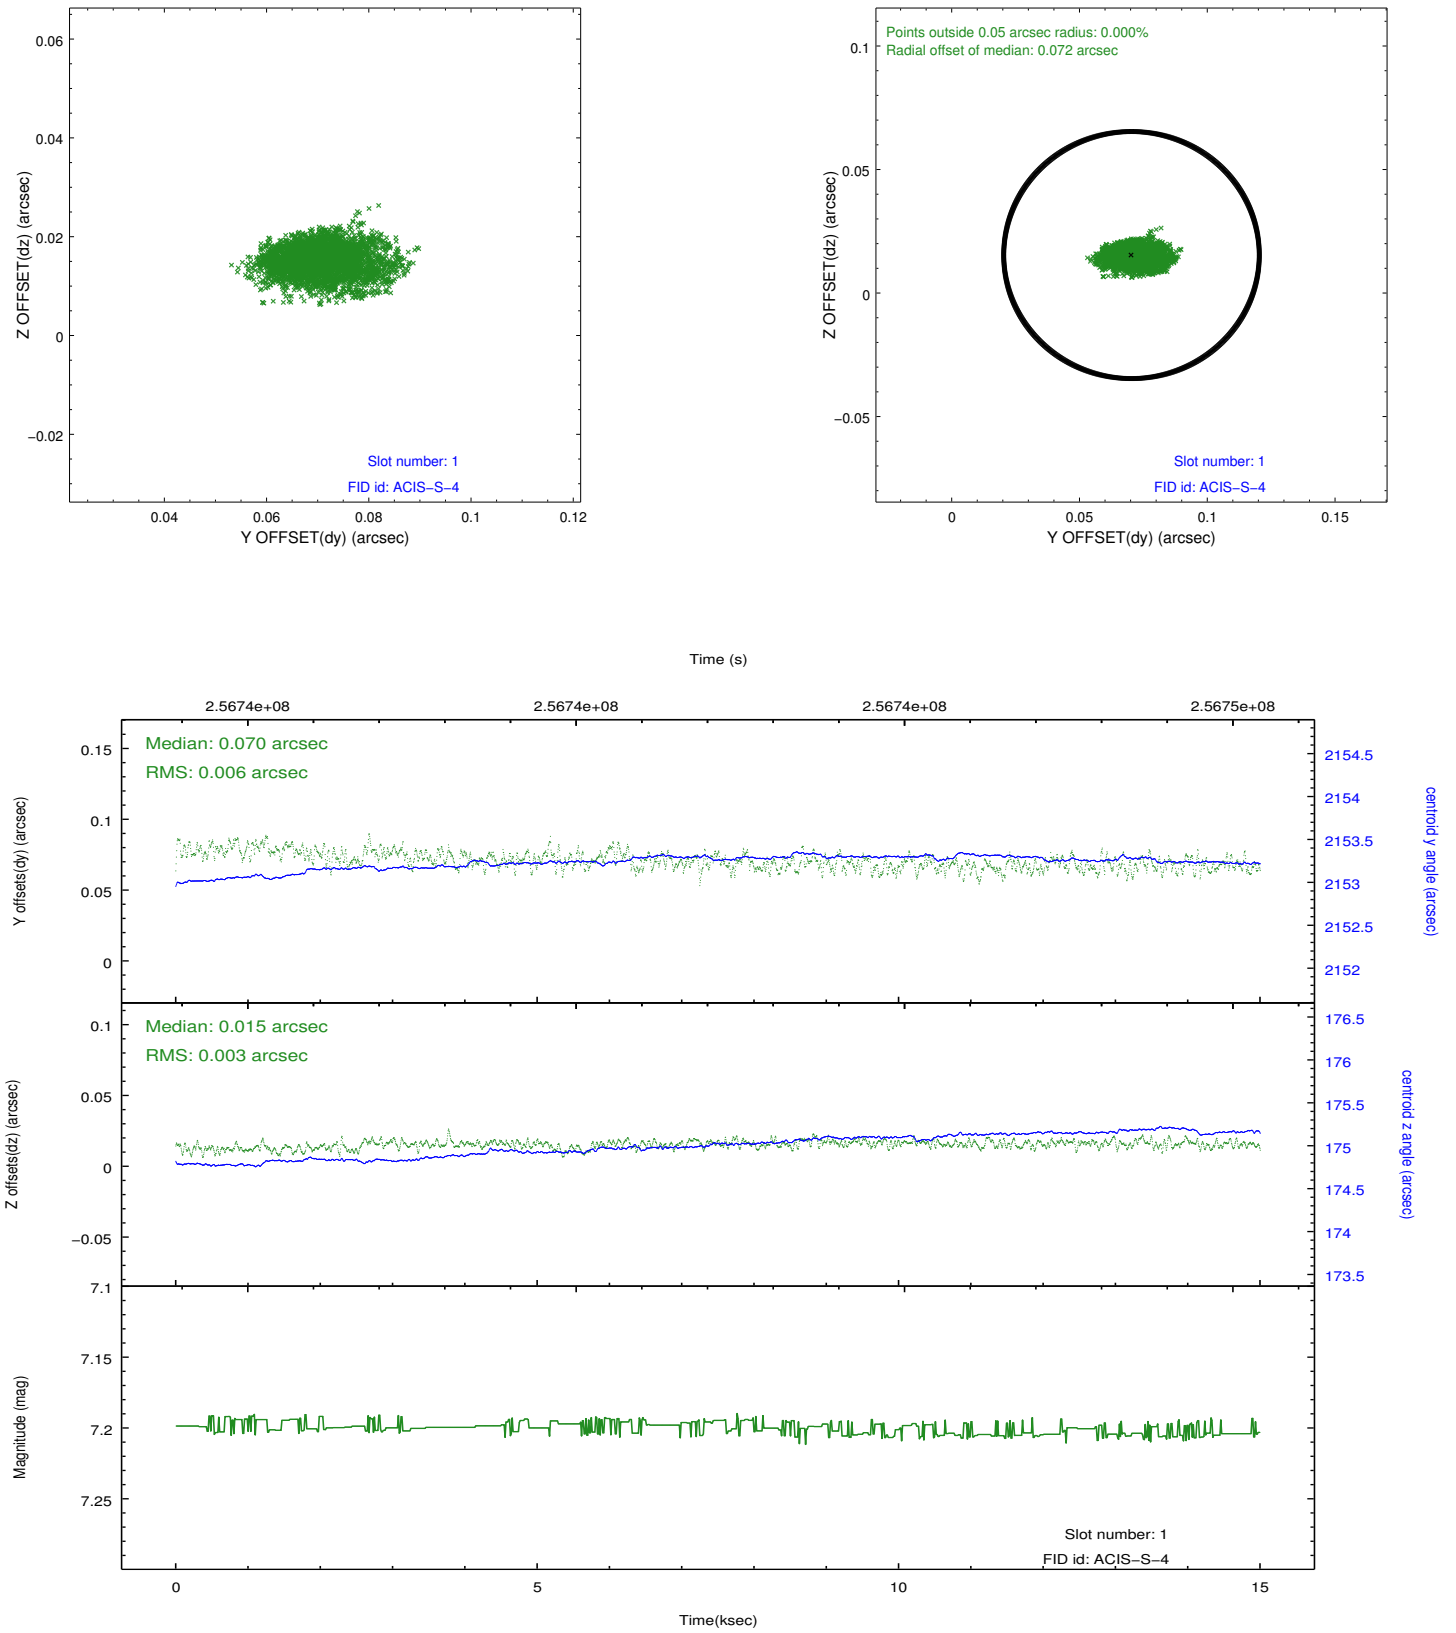 0.06
0.04
0.02
0
−0.02
Z OFFSET(dz) (arcsec)
Slot number: 1
FID id: ACIS−S−4
0.04 0.06 0.08 0.1 0.12
Y OFFSET(dy) (arcsec)
Points outside 0.05 arcsec radius: 0.000%
Radial offset of median: 0.072 arcsec
0.1
0.05
0
−0.05
Z OFFSET(dz) (arcsec)
Slot number: 1
FID id: ACIS−S−4
0 0.05 0.1 0.15
Y OFFSET(dy) (arcsec)
Time (s)
2.5674e+08 2.5674e+08 2.5674e+08 2.5675e+08
Median: 0.070 arcsec
RMS: 0.006 arcsec
0.15
0.1
0.05
0
Y offsets(dy) (arcsec)
2154.5
2154
2153.5
2153
2152.5
2152
centroid y angle (arcsec)
Median: 0.015 arcsec
RMS: 0.003 arcsec
0.1
0.05
0
−0.05
Z offsets(dz) (arcsec)
176.5
176
175.5
175
174.5
174
173.5
centroid z angle (arcsec)
7.1
7.15
7.2
7.25
Magnitude (mag)
Slot number: 1
FID id: ACIS−S−4
0 5 10 15
Time(ksec)